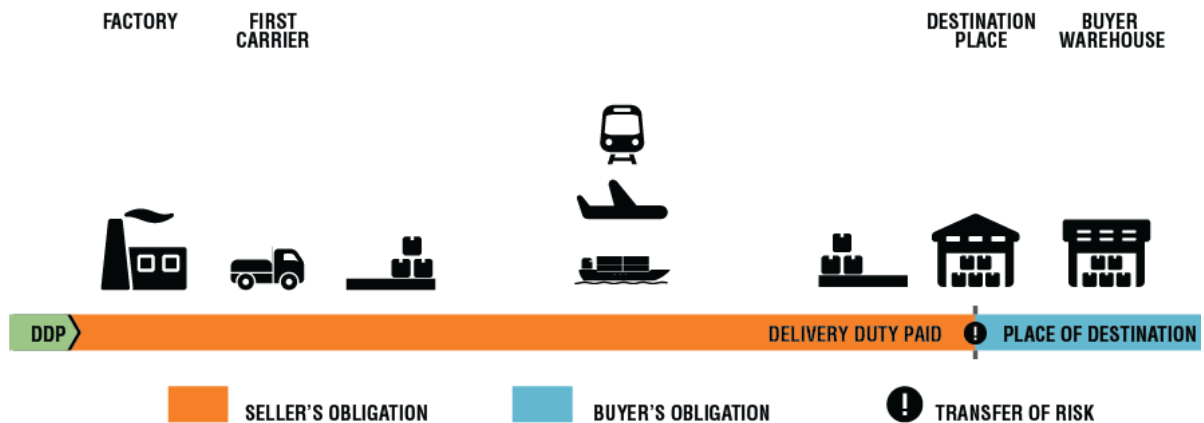 FACTORY
FIRST
CARRIER
DESTINATION
PLACE
BUYER
WAREHOUSE
DDP
DELIVERY DUTY PAID
!
PLACE OF DESTINATION
SELLER'S OBLIGATION
BUYER'S OBLIGATION
!
TRANSFER OF RISK